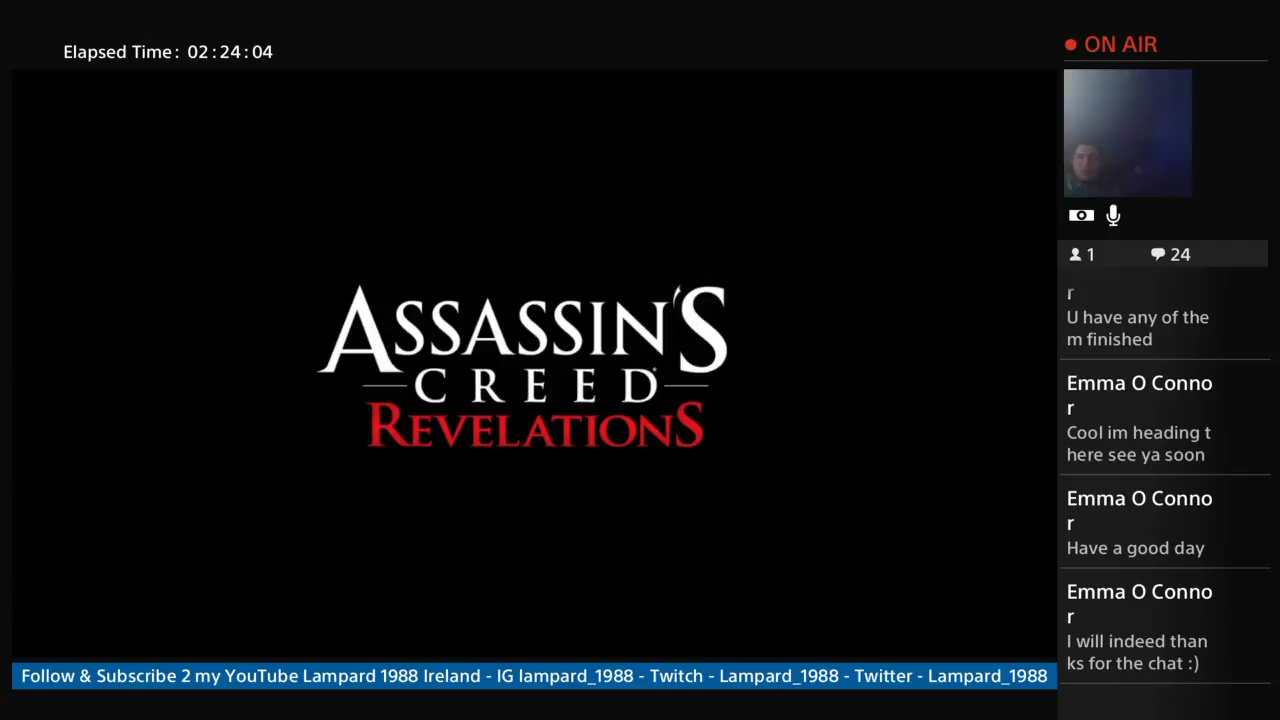 Elapsed Time: 02:24:04
ON AIR
1
24
r
U have any of the
m finished
Emma O Conno
r
Cool im heading t
here see ya soon
Emma O Conno
r
Have a good day
Emma O Conno
r
I will indeed than
ks for the chat :)
ASSASSIN'S
CREED
REVELATIONS
Follow & Subscribe 2 my YouTube Lampard 1988 Ireland - IG lampard_1988 - Twitch - Lampard_1988 - Twitter - Lampard_1988